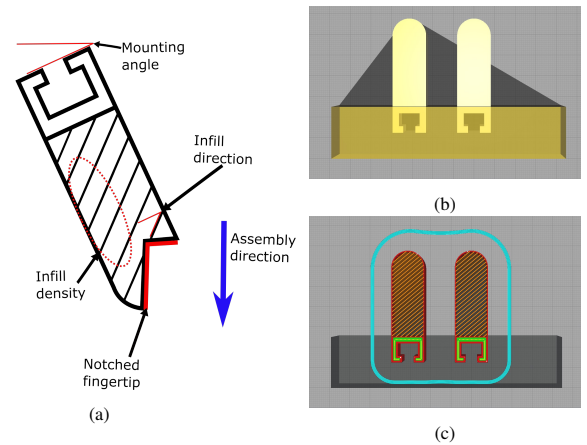 Mounting
angle
Infill
direction
Assembly
direction
Infill
density
Notched
fingertip
(a)
(b)
(c)